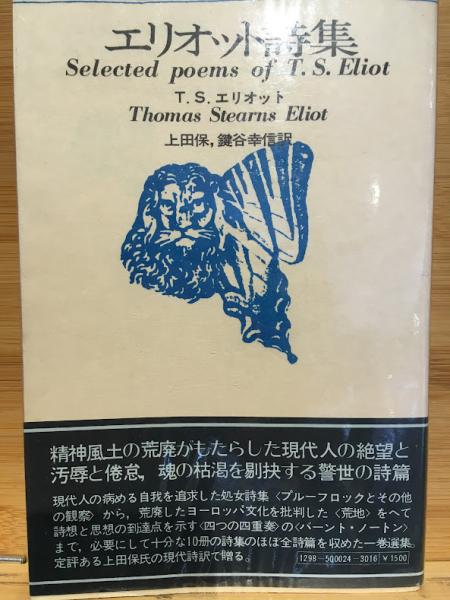 エリオット詩集
Selected poems of T.S. Eliot
T.S.エリオット
Thomas Stearns Eliot
上田保,鍵谷幸信訳
精神風土の荒廃がもたらした現代人の絶望と
汚辱と倦怠,魂の枯渇を剔抉する警世の詩篇
現代人の病める自我を追求した処女詩集〈プルーフロックとその他
の観察〉から,荒廃したヨーロッパ文化を批判した〈荒地〉をへて
詩想と思想の到達点を示す〈四つの四重奏〉の〈バーント・ノートン〉
まで,必要にして十分な10冊の詩集のほぼ全詩篇を収めた一巻選集。
定評ある上田保氏の現代詩訳で贈る。
1298-500024-3016 ¥1500